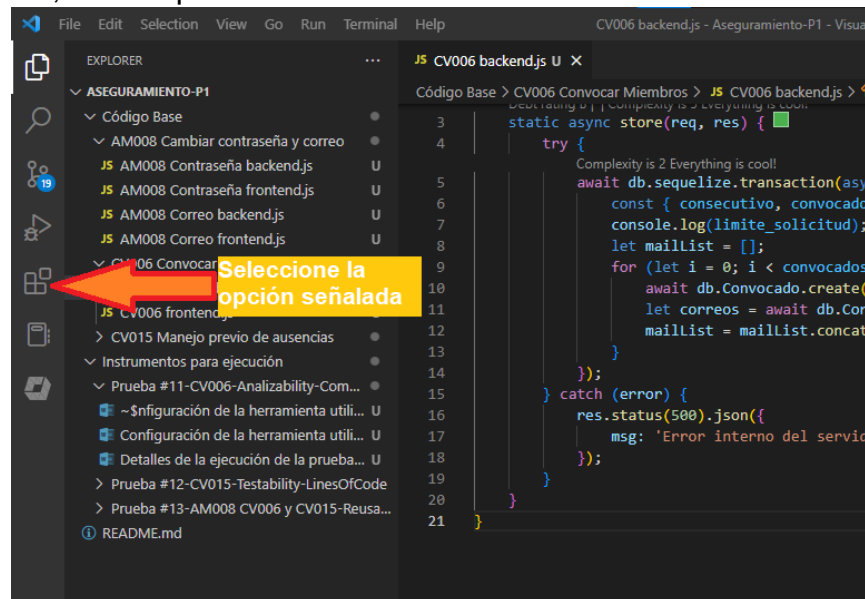 File Edit Selection View Go Run Terminal Help CV006 backend.js - Aseguramiento-P1 - Visua
EXPLORER ...
ASEGURAMIENTO-P1
Código Base
AM008 Cambiar contraseña y correo
JS AM008 Contraseña backend.js U
JS AM008 Contraseña frontend.js U
JS AM008 Correo backend.js U
JS AM008 Correo frontend.js U
CV006 Convocar
JS CV006 frontend.js
CV015 Manejo previo de ausencias
Instrumentos para ejecución
Prueba #11-CV006-Analizability-Com...
~$nfiguración de la herramienta utili... U
Configuración de la herramienta utili... U
Detalles de la ejecución de la prueba... U
Prueba #12-CV015-Testability-LinesOfCode
Prueba #13-AM008 CV006 y CV015-Reusa...
README.md
19
Seleccione la
opción señalada
JS CV006 backend.js U X
Código Base > CV006 Convocar Miembros > JS CV006 backend.js >
3 static async store(req, res) {
4 try {
Complexity is 2 Everything is cool!
5 await db.sequelize.transaction(asy
6 const { consecutivo, convocado
7 console.log(limite_solicitud);
8 let mailList = [];
9 for (let i = 0; i < convocados
10 await db.Convocado.create(
11 let correos = await db.Con
12 mailList = mailList.concat
13 }
14 });
15 } catch (error) {
16 res.status(500).json({
17 msg: 'Error interno del servid
18 });
19 }
20 }
21 }